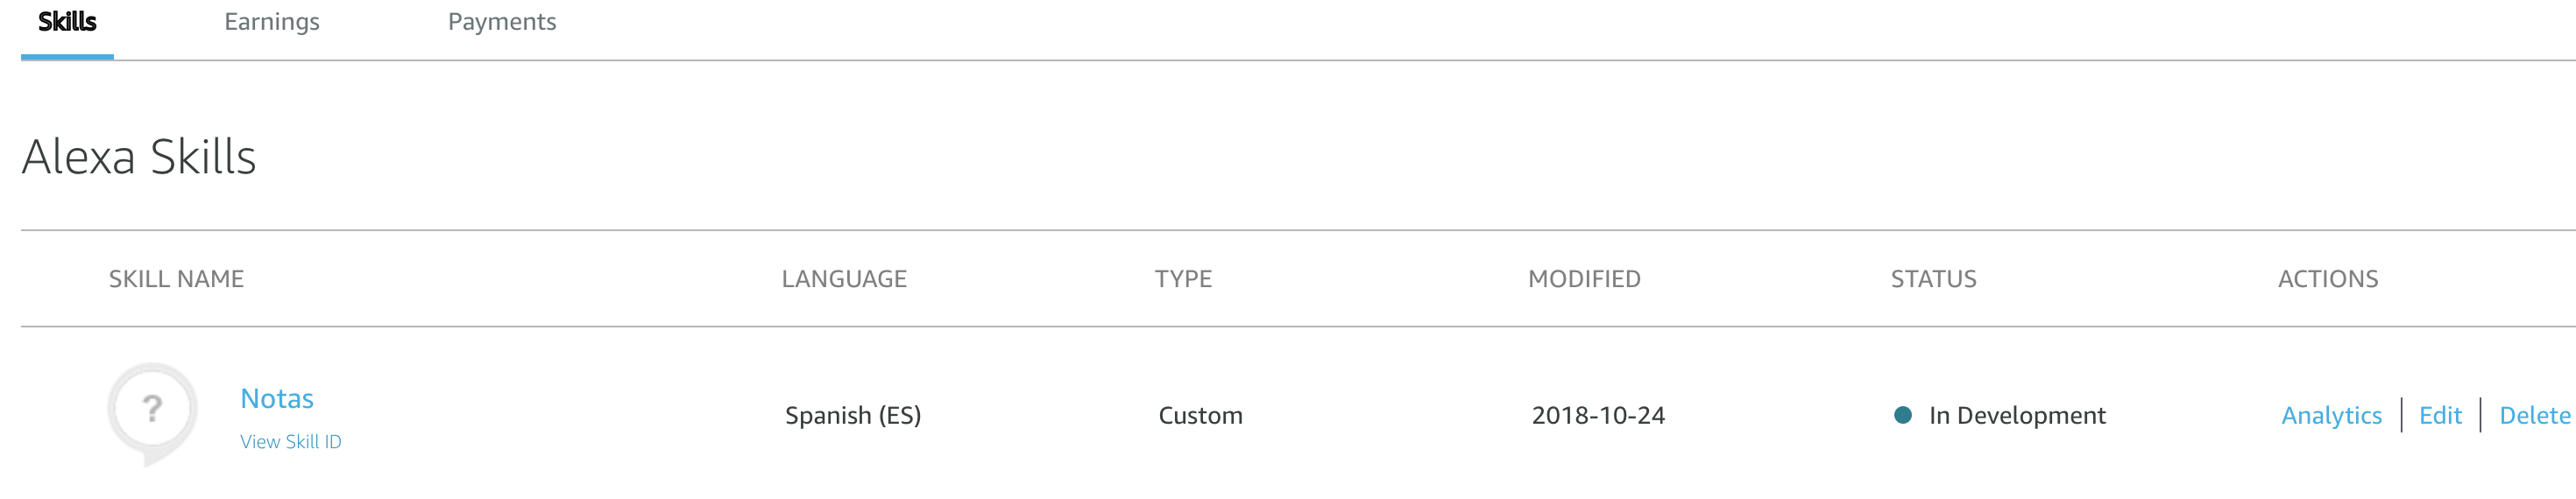 Skills Earnings Payments
Alexa Skills
SKILL NAME LANGUAGE TYPE MODIFIED STATUS ACTIONS
?
Notas
View Skill ID
Spanish (ES) Custom 2018-10-24 In Development Analytics | Edit | Delete